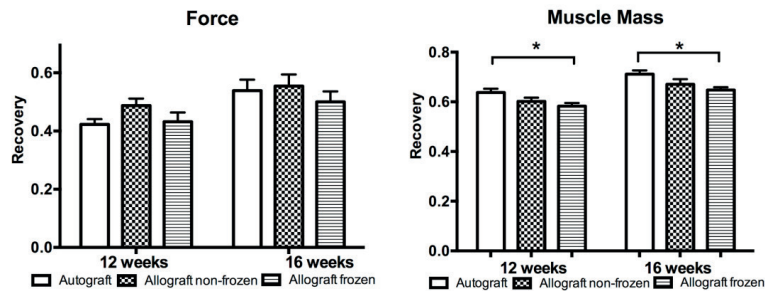 Force
Recovery
0.6
0.4
0.2
0.0
12 weeks
16 weeks
Autograft
Allograft non-frozen
Allograft frozen
Muscle Mass
Recovery
0.8
0.6
0.4
0.2
0.0
*
*
12 weeks
16 weeks
Autograft
Allograft non-frozen
Allograft frozen